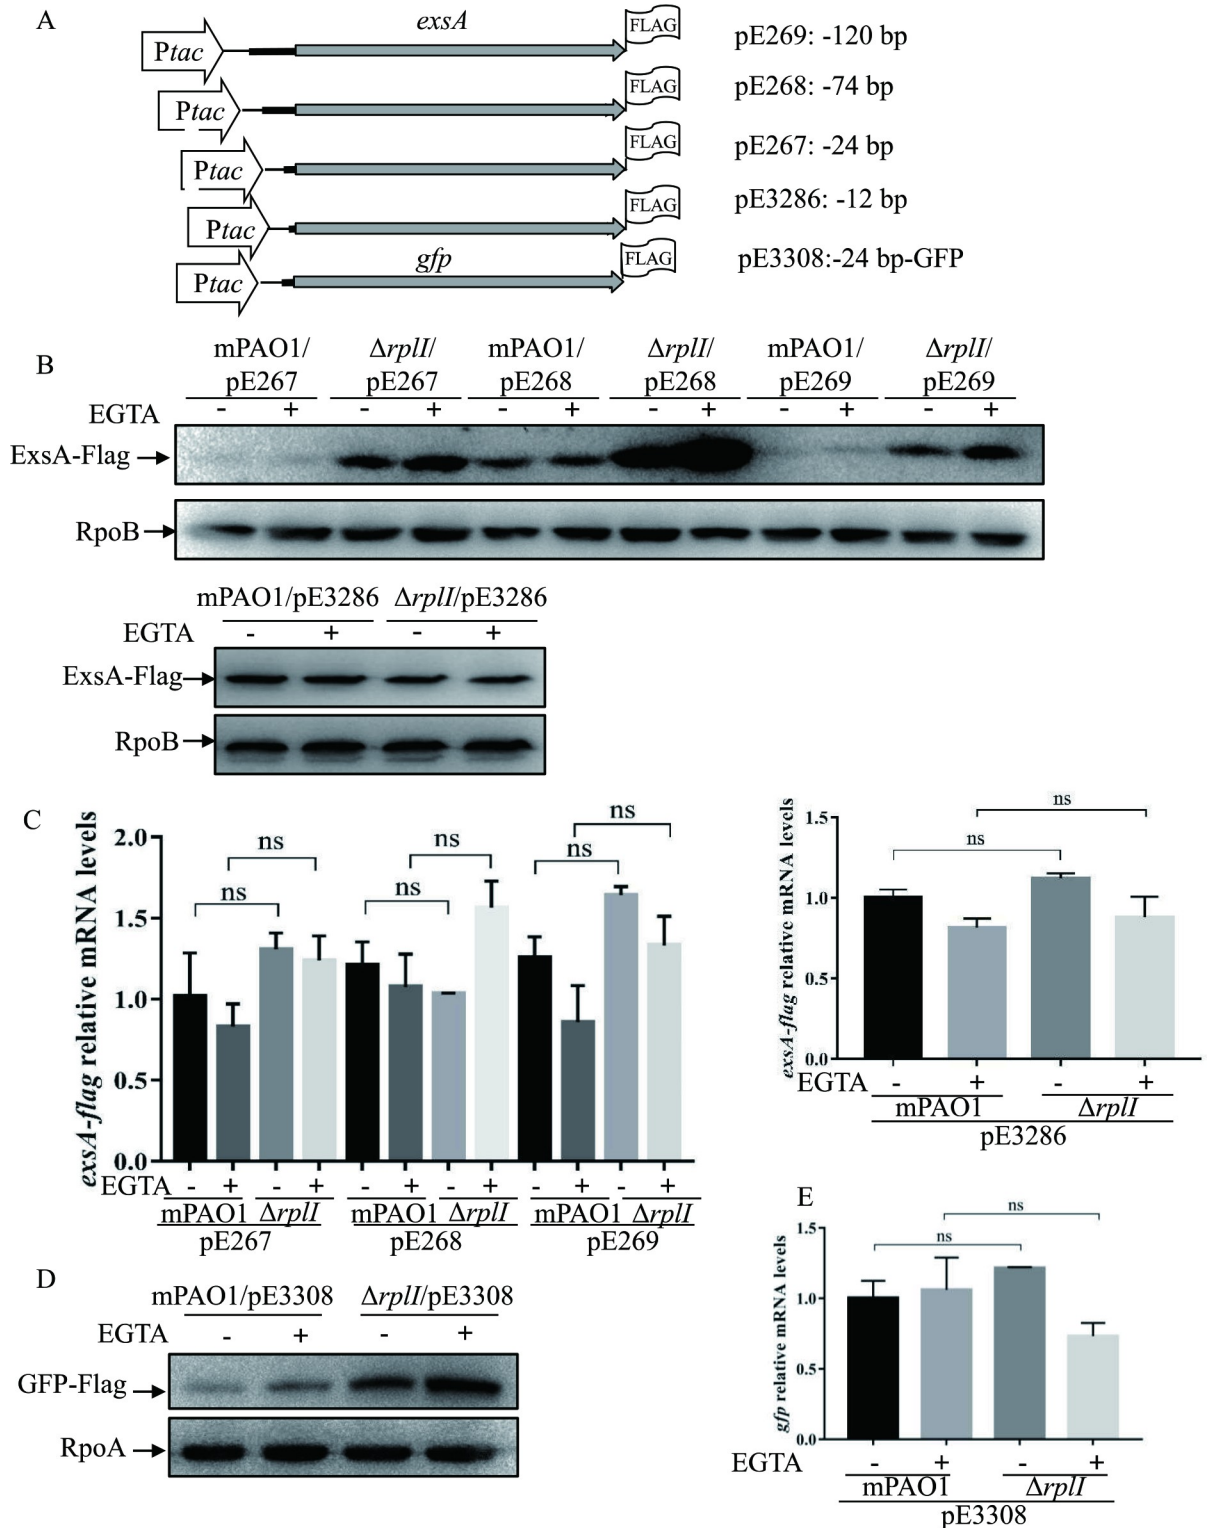 A
Ptac
exsA
FLAG
pE269: -120 bp
Ptac
FLAG
pE268: -74 bp
Ptac
FLAG
pE267: -24 bp
Ptac
FLAG
pE3286: -12 bp
Ptac
gfp
FLAG
pE3308:-24 bp-GFP
B
mPAO1/ ΔrplI/ mPAO1/ ΔrplI/ mPAO1/ ΔrplI/
pE267 pE267 pE268 pE268 pE269 pE269
EGTA - + - + - + - + - + - +
ExsA-Flag
RpoB
mPAO1/pE3286 ΔrplI/pE3286
EGTA - + - +
ExsA-Flag
RpoB
C
exsA-flag relative mRNA levels
2.0
1.5
1.0
0.5
0.0
ns
ns
ns
ns
ns
ns
EGTA - + - + - + - + - + - +
mPAO1 ΔrplI mPAO1 ΔrplI mPAO1 ΔrplI
pE267 pE268 pE269
exsA-flag relative mRNA levels
1.5
1.0
0.5
0.0
ns
ns
EGTA - + - +
mPAO1 ΔrplI
pE3286
D
mPAO1/pE3308 ΔrplI/pE3308
EGTA - + - +
GFP-Flag
RpoA
E
gfp relative mRNA levels
1.5
1.0
0.5
0.0
ns
ns
EGTA - + - +
mPAO1 ΔrplI
pE3308